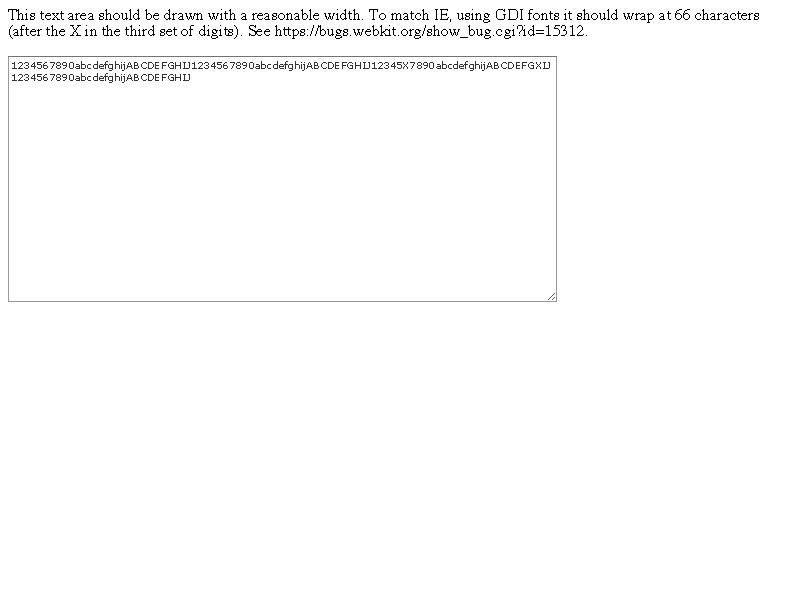 This text area should be drawn with a reasonable width. To match IE, using GDI fonts it should wrap at 66 characters
(after the X in the third set of digits). See https://bugs.webkit.org/show_bug.cgi?id=15312.
1234567890abcdefghijABCDEFGHIJ1234567890abcdefghijABCDEFGHIJ12345X7890abcdefghijABCDEFGXIJ
1234567890abcdefghijABCDEFGHIJ